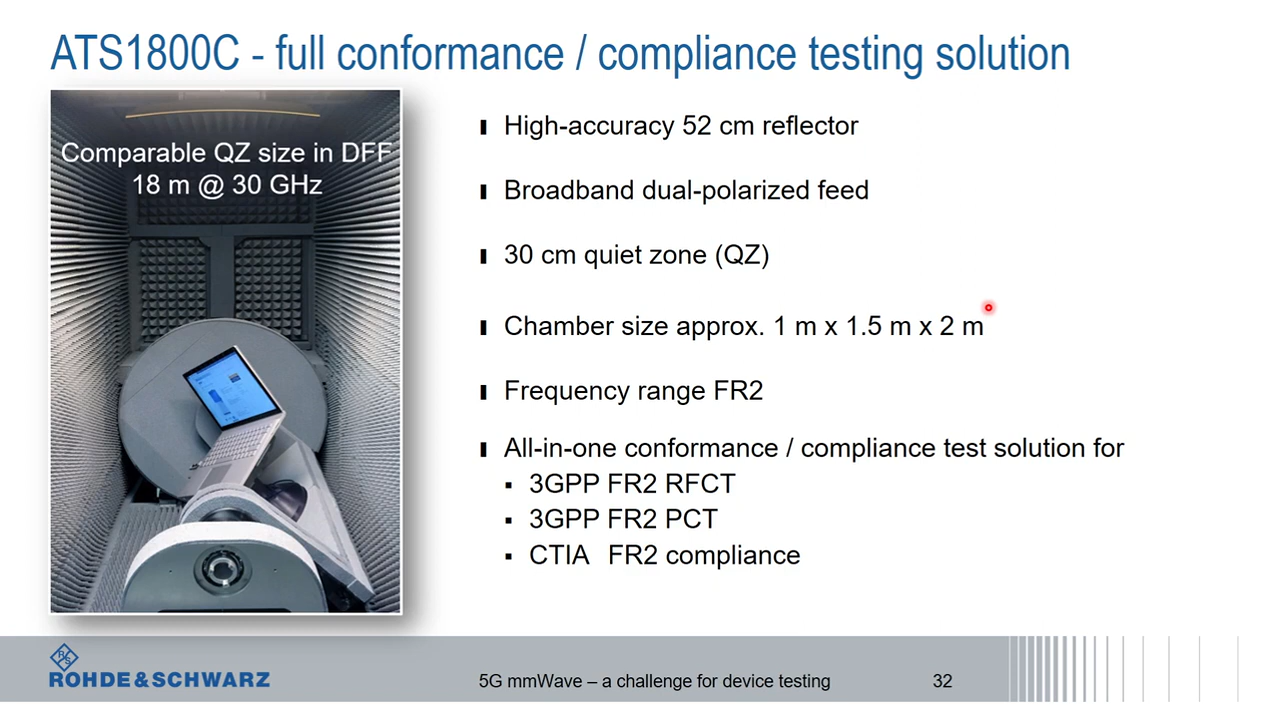 ATS1800C - full conformance / compliance testing solution
Comparable QZ size in DFF
18 m @ 30 GHz
High-accuracy 52 cm reflector
Broadband dual-polarized feed
30 cm quiet zone (QZ)
Chamber size approx. 1 m x 1.5 m x 2 m
Frequency range FR2
All-in-one conformance / compliance test solution for
3GPP FR2 RFCT
3GPP FR2 PCT
CTIA FR2 compliance
ROHDE & SCHWARZ
5G mmWave – a challenge for device testing
32